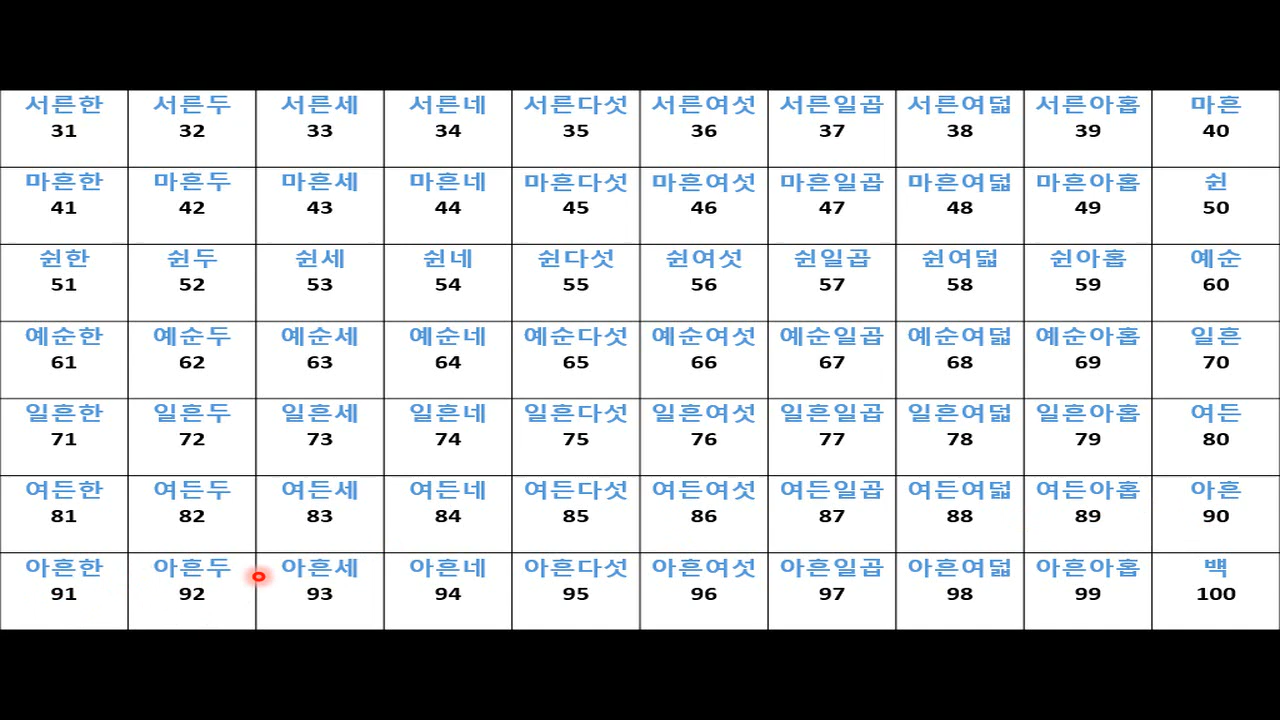 서른한 서른두 서른세 서른네 서른다섯 서른여섯 서른일곱 서른여덟 서른아홉 마흔
31 32 33 34 35 36 37 38 39 40
마흔한 마흔두 마흔세 마흔네 마흔다섯 마흔여섯 마흔일곱 마흔여덟 마흔아홉 쉰
41 42 43 44 45 46 47 48 49 50
쉰한 쉰두 쉰세 쉰네 쉰다섯 쉰여섯 쉰일곱 쉰여덟 쉰아홉 예순
51 52 53 54 55 56 57 58 59 60
예순한 예순두 예순세 예순네 예순다섯 예순여섯 예순일곱 예순여덟 예순아홉 일흔
61 62 63 64 65 66 67 68 69 70
일흔한 일흔두 일흔세 일흔네 일흔다섯 일흔여섯 일흔일곱 일흔여덟 일흔아홉 여든
71 72 73 74 75 76 77 78 79 80
여든한 여든두 여든세 여든네 여든다섯 여든여섯 여든일곱 여든여덟 여든아홉 아흔
81 82 83 84 85 86 87 88 89 90
아흔한 아흔두 아흔세 아흔네 아흔다섯 아흔여섯 아흔일곱 아흔여덟 아흔아홉 백
91 92 93 94 95 96 97 98 99 100